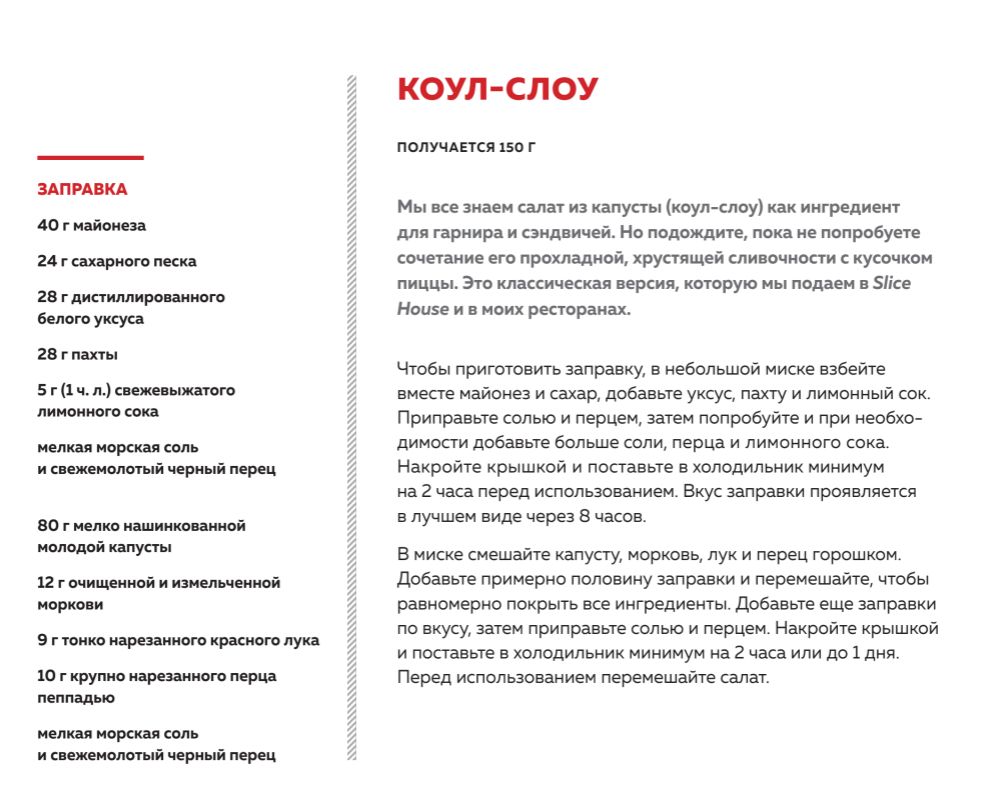 КОУЛ-СЛОУ
ПОЛУЧАЕТСЯ 150 Г
Мы все знаем салат из капусты (коул-слоу) как ингредиент
для гарнира и сэндвичей. Но подождите, пока не попробуете
сочетание его прохладной, хрустящей сливочности с кусочком
пиццы. Это классическая версия, которую мы подаем в Slice
House и в моих ресторанах.
ЗАПРАВКА
40 г майонеза
24 г сахарного песка
28 г дистиллированного
белого уксуса
28 г пахты
5 г (1 ч. л.) свежевыжатого
лимонного сока
мелкая морская соль
и свежемолотый черный перец
80 г мелко нашинкованной
молодой капусты
12 г очищенной и измельченной
моркови
9 г тонко нарезанного красного лука
10 г крупно нарезанного перца
пеппадью
мелкая морская соль
и свежемолотый черный перец
Чтобы приготовить заправку, в небольшой миске взбейте
вместе майонез и сахар, добавьте уксус, пахту и лимонный сок.
Приправьте солью и перцем, затем попробуйте и при необхо-
димости добавьте больше соли, перца и лимонного сока.
Накройте крышкой и поставьте в холодильник минимум
на 2 часа перед использованием. Вкус заправки проявляется
в лучшем виде через 8 часов.
В миске смешайте капусту, морковь, лук и перец горошком.
Добавьте примерно половину заправки и перемешайте, чтобы
равномерно покрыть все ингредиенты. Добавьте еще заправки
по вкусу, затем приправьте солью и перцем. Накройте крышкой
и поставьте в холодильник минимум на 2 часа или до 1 дня.
Перед использованием перемешайте салат.